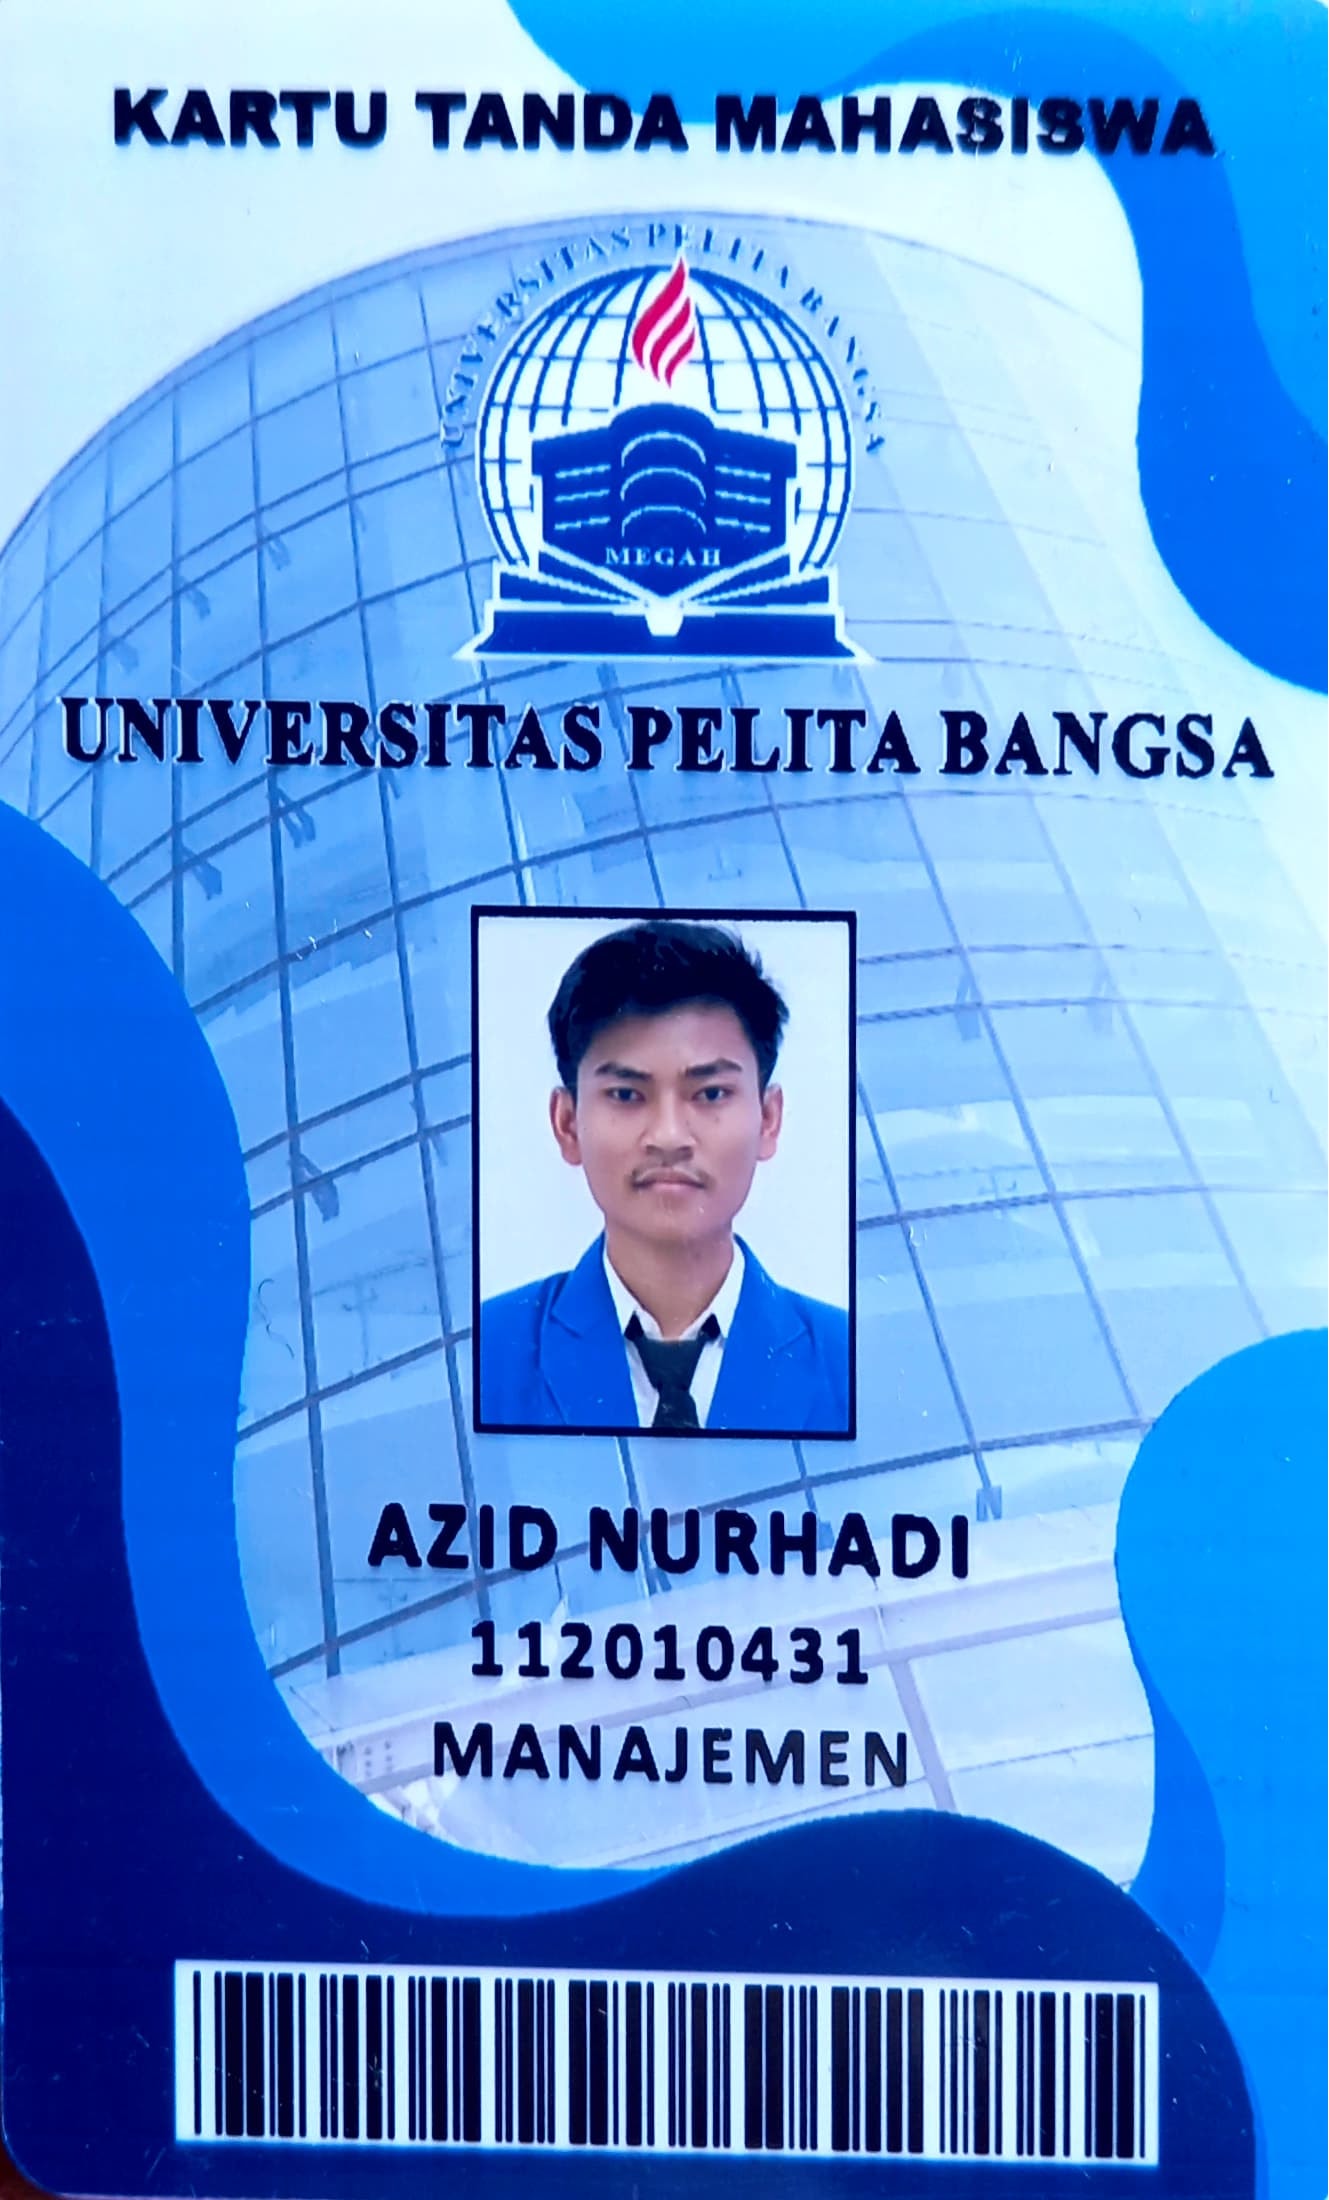 KARTU TANDA MAHASISWA
UNIVERSITAS PELITA BANGSA
MEGAH
UNIVERSITAS PELITA BANGSA
AZID NURHADI
112010431
MANAJEMEN